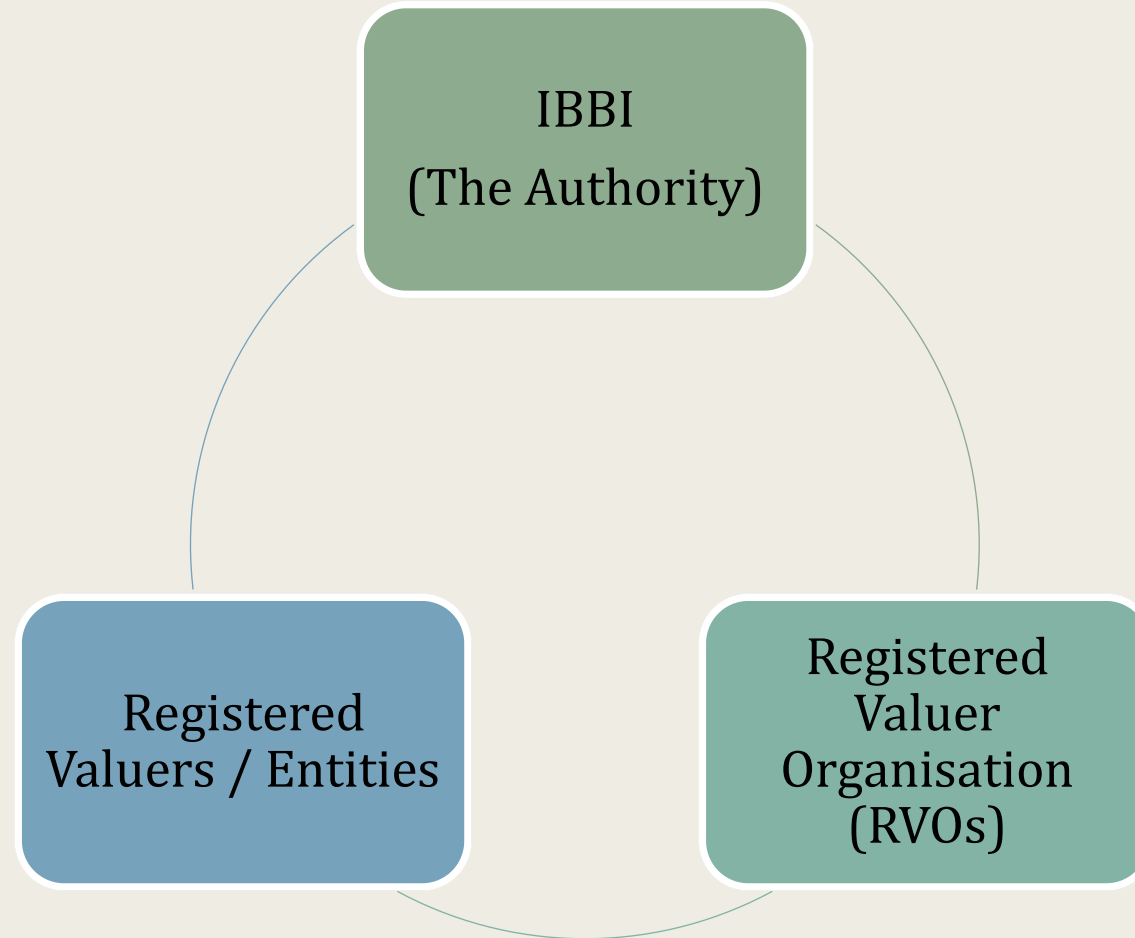 IBBI
(The Authority)
Registered
Valuers / Entities
Registered
Valuer
Organisation
(RVOs)